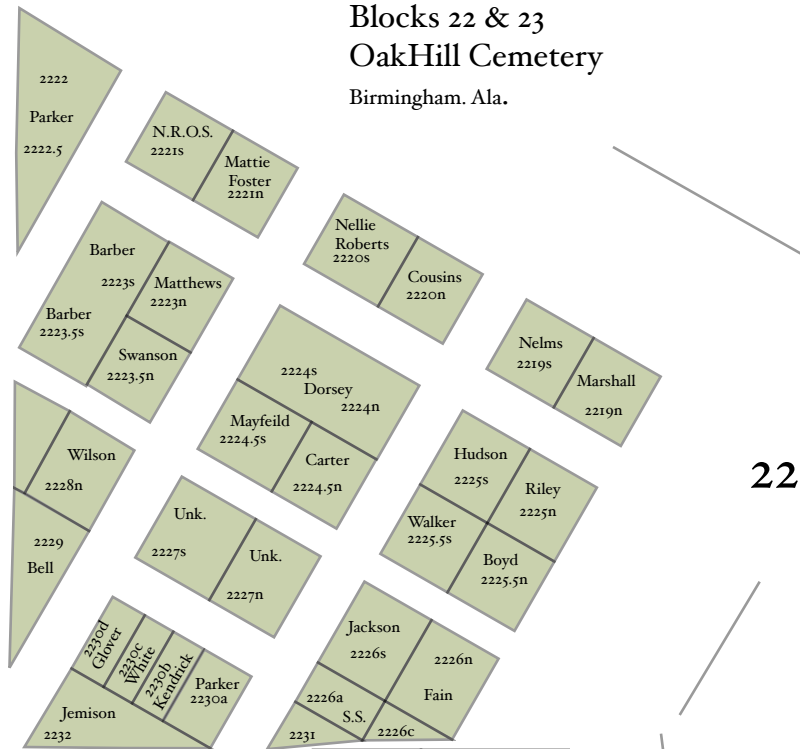 Blocks 22 & 23
OakHill Cemetery
Birmingham. Ala.
2222
Parker
2222.5
N.R.O.S.
2221s
Mattie
Foster
2221n
Nellie
Roberts
2220s
Cousins
2220n
Nelms
2219s
Marshall
2219n
Barber
2223s
Barber
2223.5s
Matthews
2223n
Swanson
2223.5n
2224s
Dorsey
2224n
Mayfeild
2224.5s
Carter
2224.5n
Hudson
2225s
Riley
2225n
Walker
2225.5s
Boyd
2225.5n
22
Wilson
2228n
2229
Bell
Unk.
2227s
Unk.
2227n
2230d
Glover
2230c
White
2230b
Kendrick
Parker
2230a
Jemison
2232
Jackson
2226s
2226n
Fain
2226a
S.S.
2231
2226c